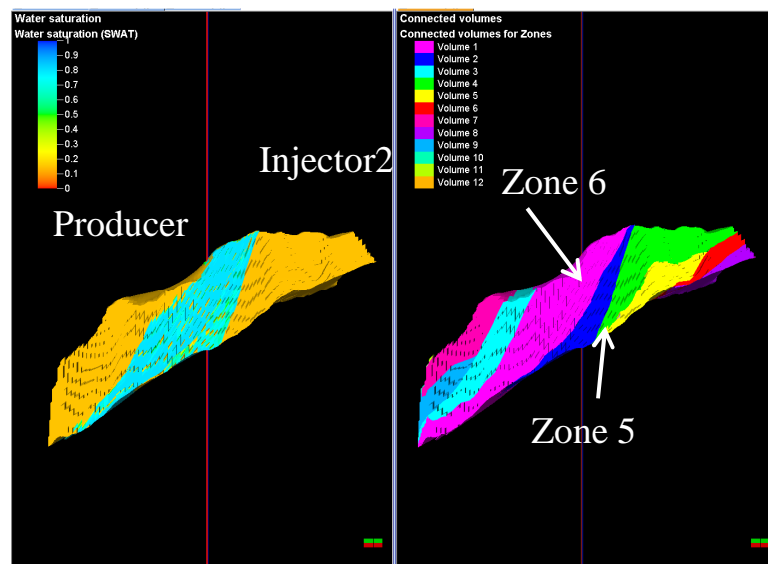 Water saturation
Water saturation (SWAT)
1
0.9
0.8
0.7
0.6
0.5
0.4
0.3
0.2
0.1
0
Injector2
Producer
Connected volumes
Connected volumes for Zones
Volume 1
Volume 2
Volume 3
Volume 4
Volume 5
Volume 6
Volume 7
Volume 8
Volume 9
Volume 10
Volume 11
Volume 12
Zone 6
Zone 5